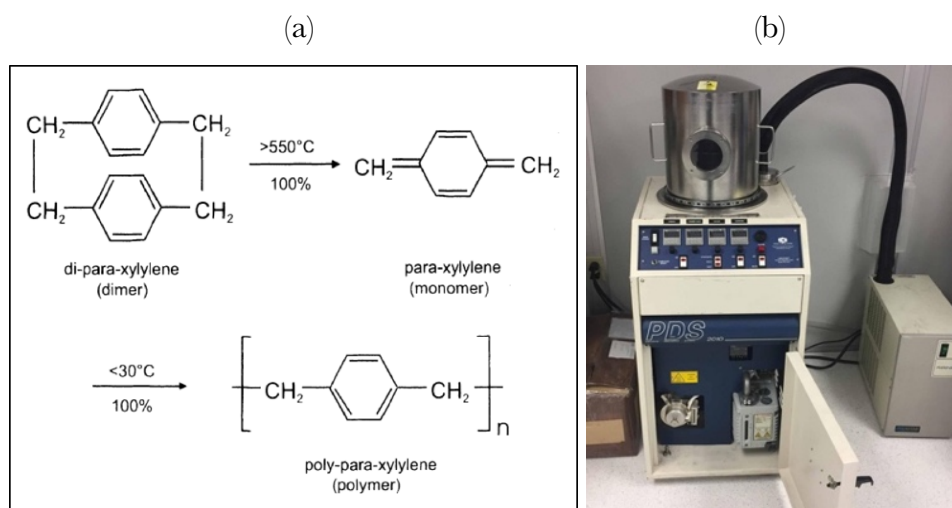 (a)
(b)
CH₂
CH₂
CH₂
CH₂
di-para-xylylene
(dimer)
>550°C
100%
CH₂
CH₂
para-xylylene
(monomer)
<30°C
100%
CH₂
CH₂
n
poly-para-xylylene
(polymer)
PDS 2010